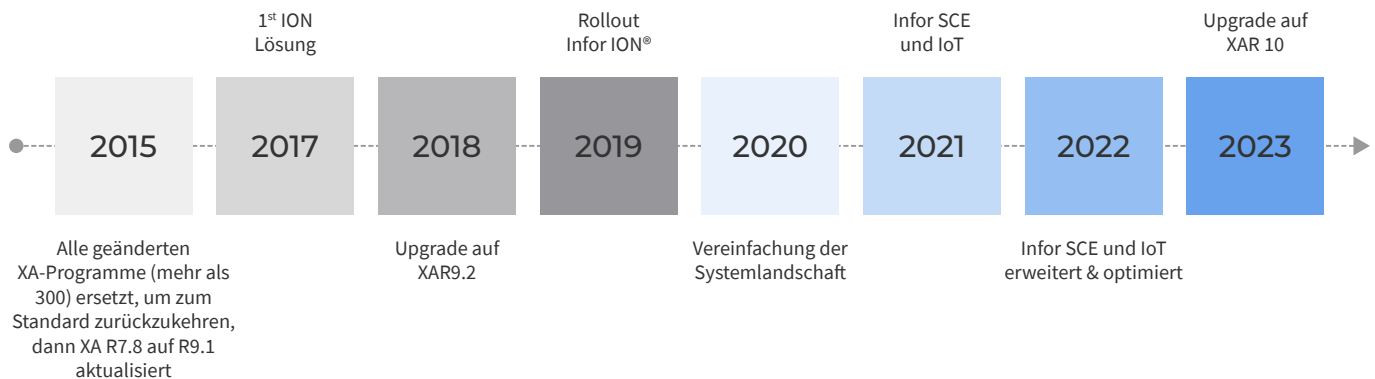 1st ION
Lösung
Rollout
Infor ION®
Infor SCE
und IoT
Upgrade auf
XAR 10
2015
2017
2018
2019
2020
2021
2022
2023
Alle geänderten
XA-Programme (mehr als
300) ersetzt, um zum
Standard zurückzukehren,
dann XA R7.8 auf R9.1
aktualisiert
Upgrade auf
XAR9.2
Vereinfachung der
Systemlandschaft
Infor SCE und IoT
erweitert & optimiert